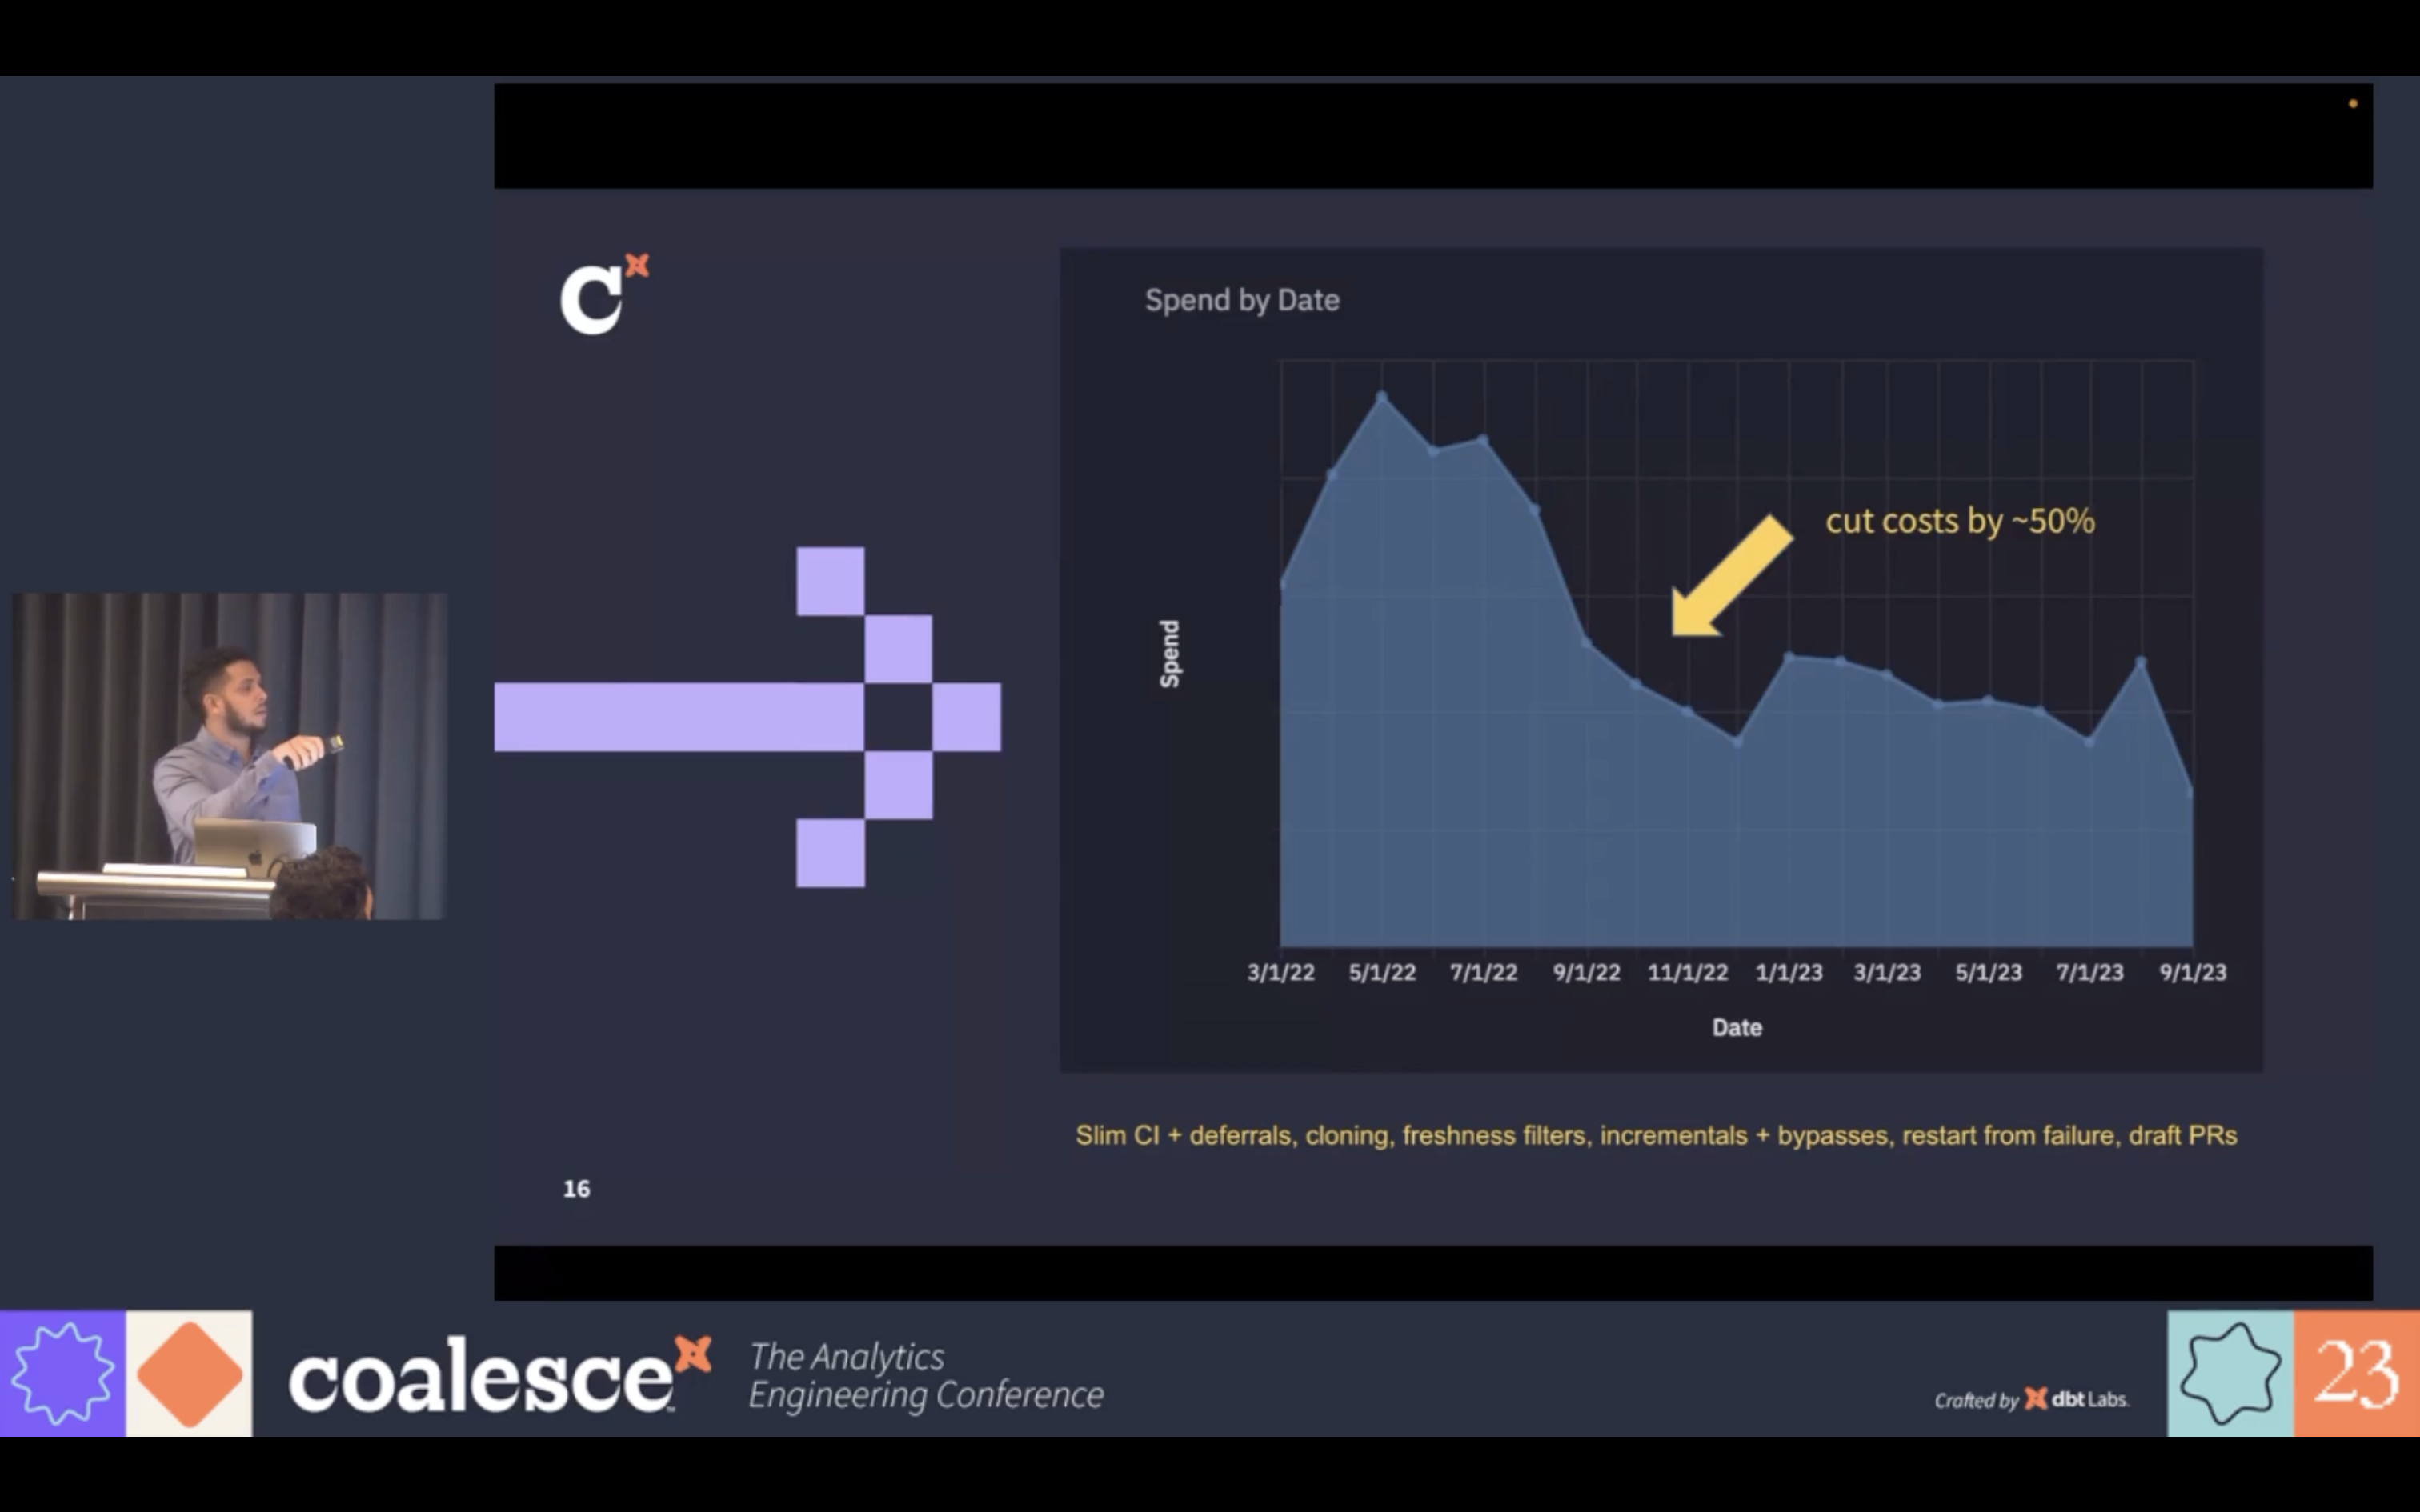 C
Spend by Date
cut costs by ~50%
Spend
3/1/22 5/1/22 7/1/22 9/1/22 11/1/22 1/1/23 3/1/23 5/1/23 7/1/23 9/1/23
Date
Slim CI + deferrals, cloning, freshness filters, incrementals + bypasses, restart from failure, draft PRs
16
coalesce™
The Analytics
Engineering Conference
Crafted by dbt Labs.
23